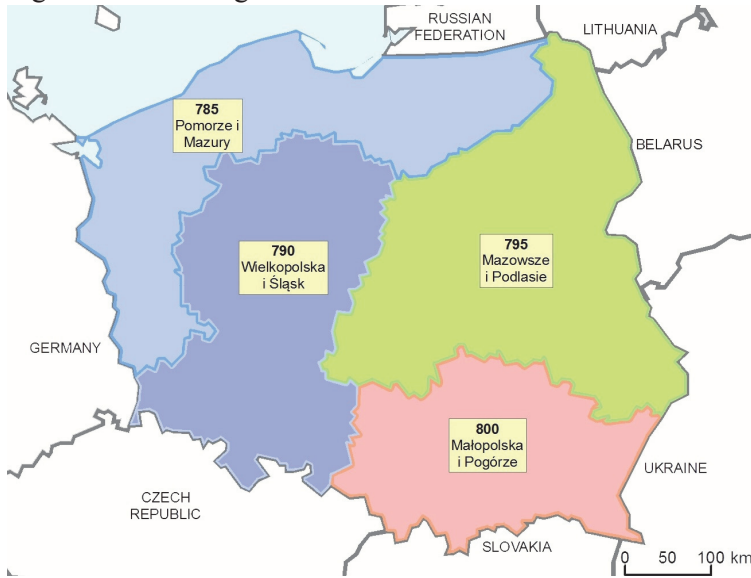 RUSSIAN
FEDERATION
LITHUANIA
785
Pomorze i
Mazury
BELARUS
790
Wielkopolska
i Śląsk
795
Mazowsze
i Podlasie
GERMANY
800
Małopolska
i Pogórze
UKRAINE
CZECH
REPUBLIC
SLOVAKIA
0 50 100 km